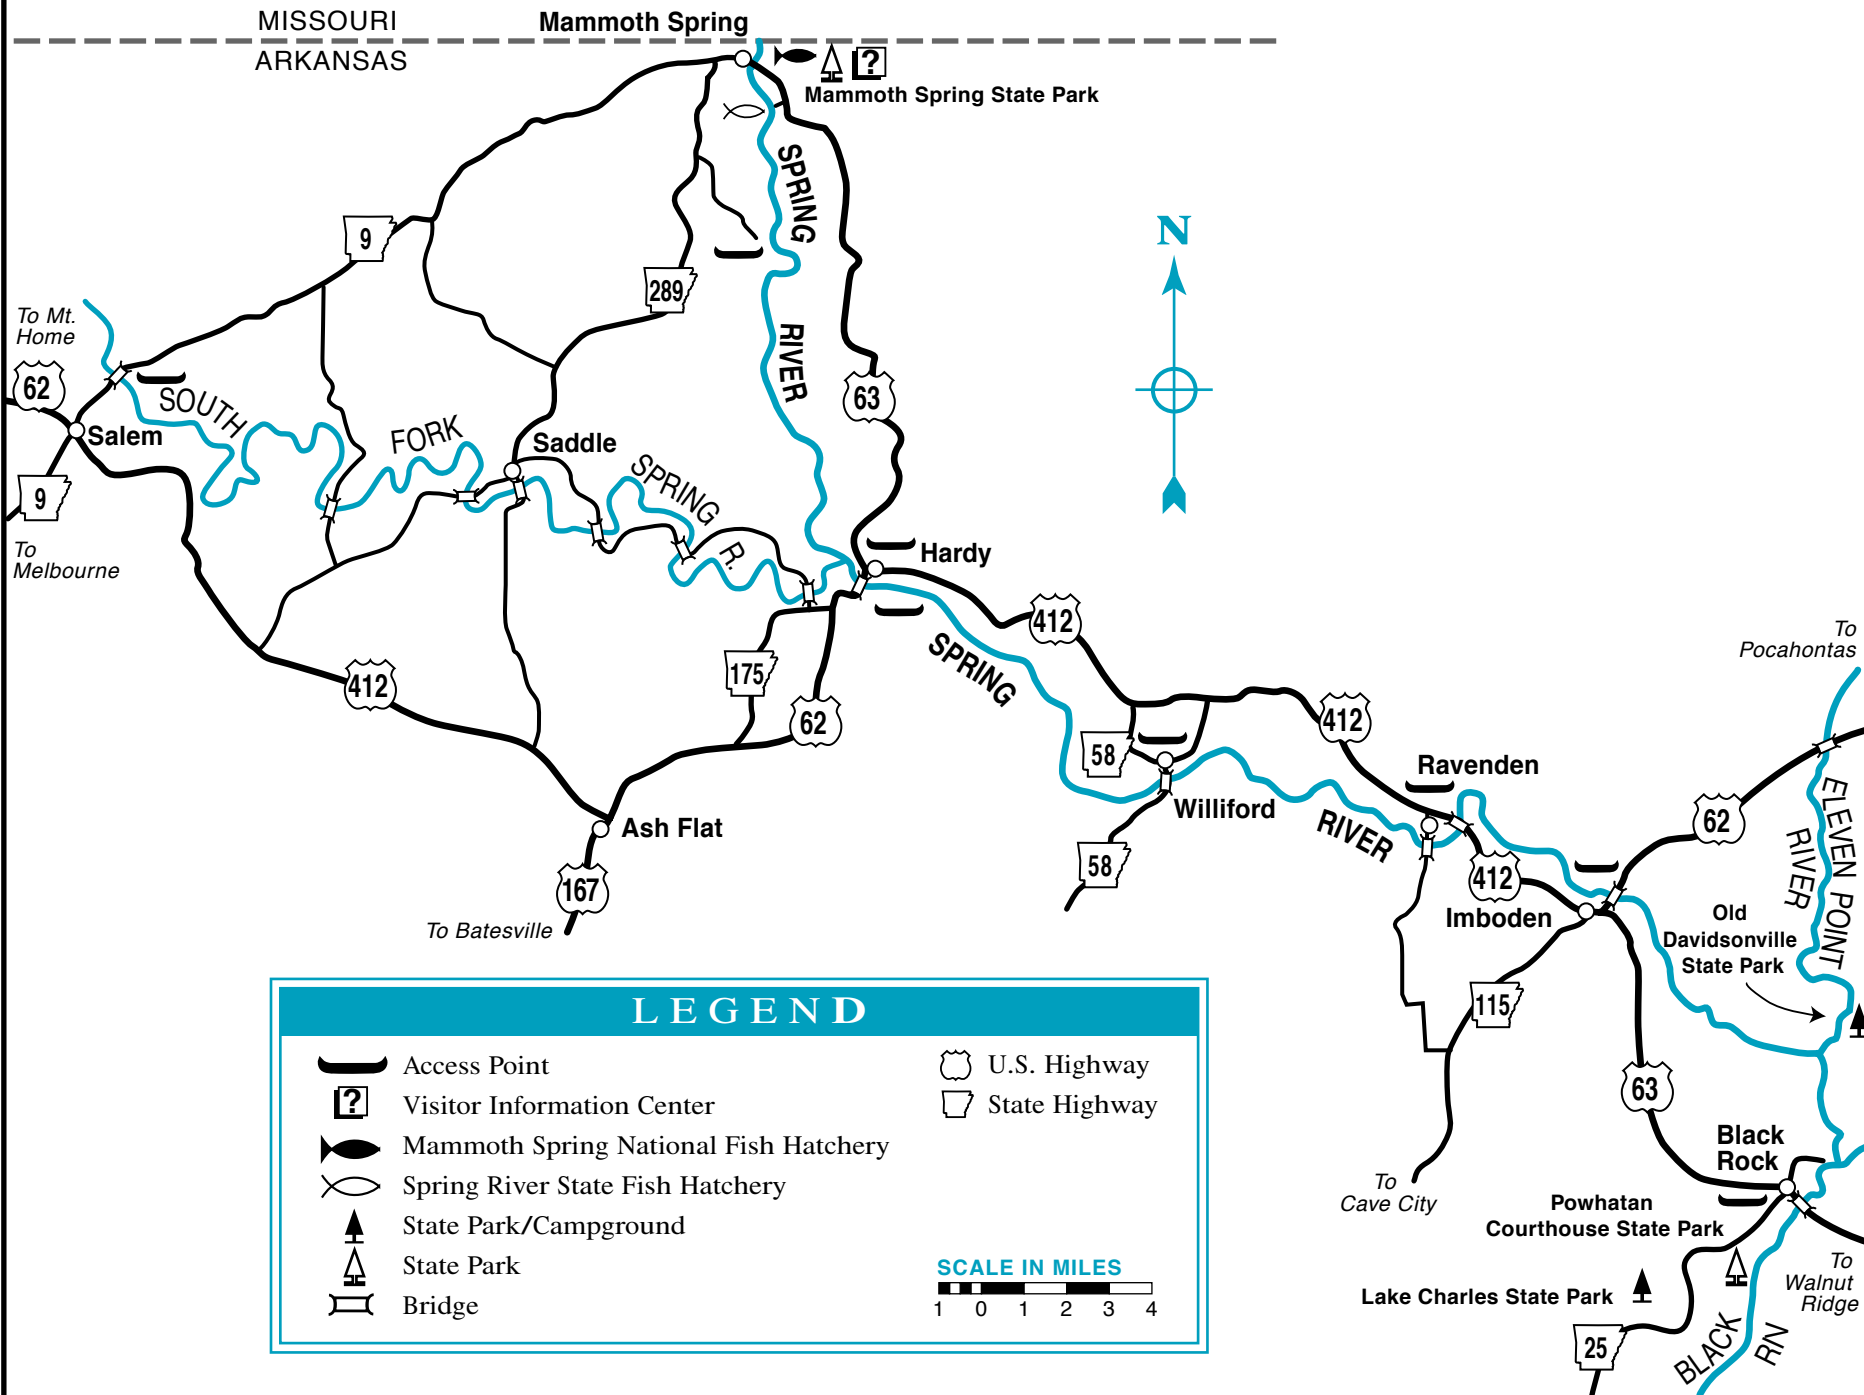 MISSOURI
ARKANSAS
Mammoth Spring
?
Mammoth Spring State Park
SPRING
RIVER
9
289
N
To Mt.
Home
62
63
SOUTH
FORK
Salem
Saddle
SPRING
R.
9
To
Melbourne
Hardy
412
To
Pocahontas
SPRING
175
412
62
412
58
Ravenden
Williford
RIVER
62
ELEVEN POINT
RIVER
Ash Flat
58
412
167
To Batesville
Imboden
Old
Davidsonville
State Park
115
63
Black
Rock
To
Cave City
Powhatan
Courthouse State Park
Lake Charles State Park
To
Walnut
Ridge
25
BLACK
RIV
LEGEND
Access Point
? Visitor Information Center
Mammoth Spring National Fish Hatchery
Spring River State Fish Hatchery
State Park/Campground
State Park
Bridge
U.S. Highway
State Highway
SCALE IN MILES
1 0 1 2 3 4